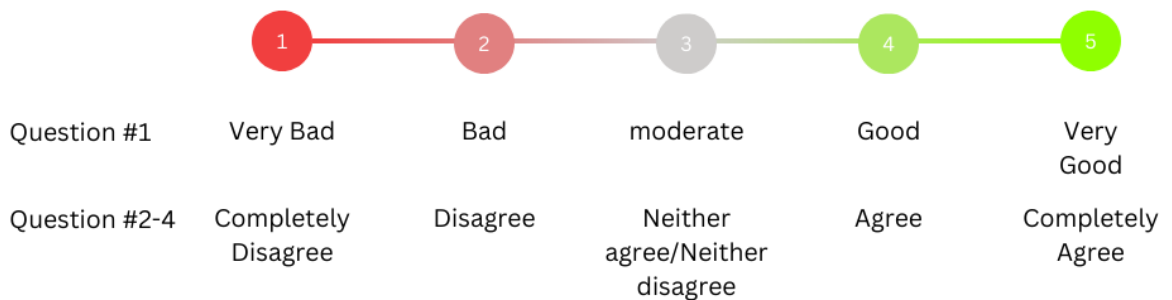 1 2 3 4 5
Question #1 Very Bad Bad moderate Good Very
Good
Question #2-4 Completely Disagree Neither Agree Completely
Disagree agree/Neither Agree
disagree